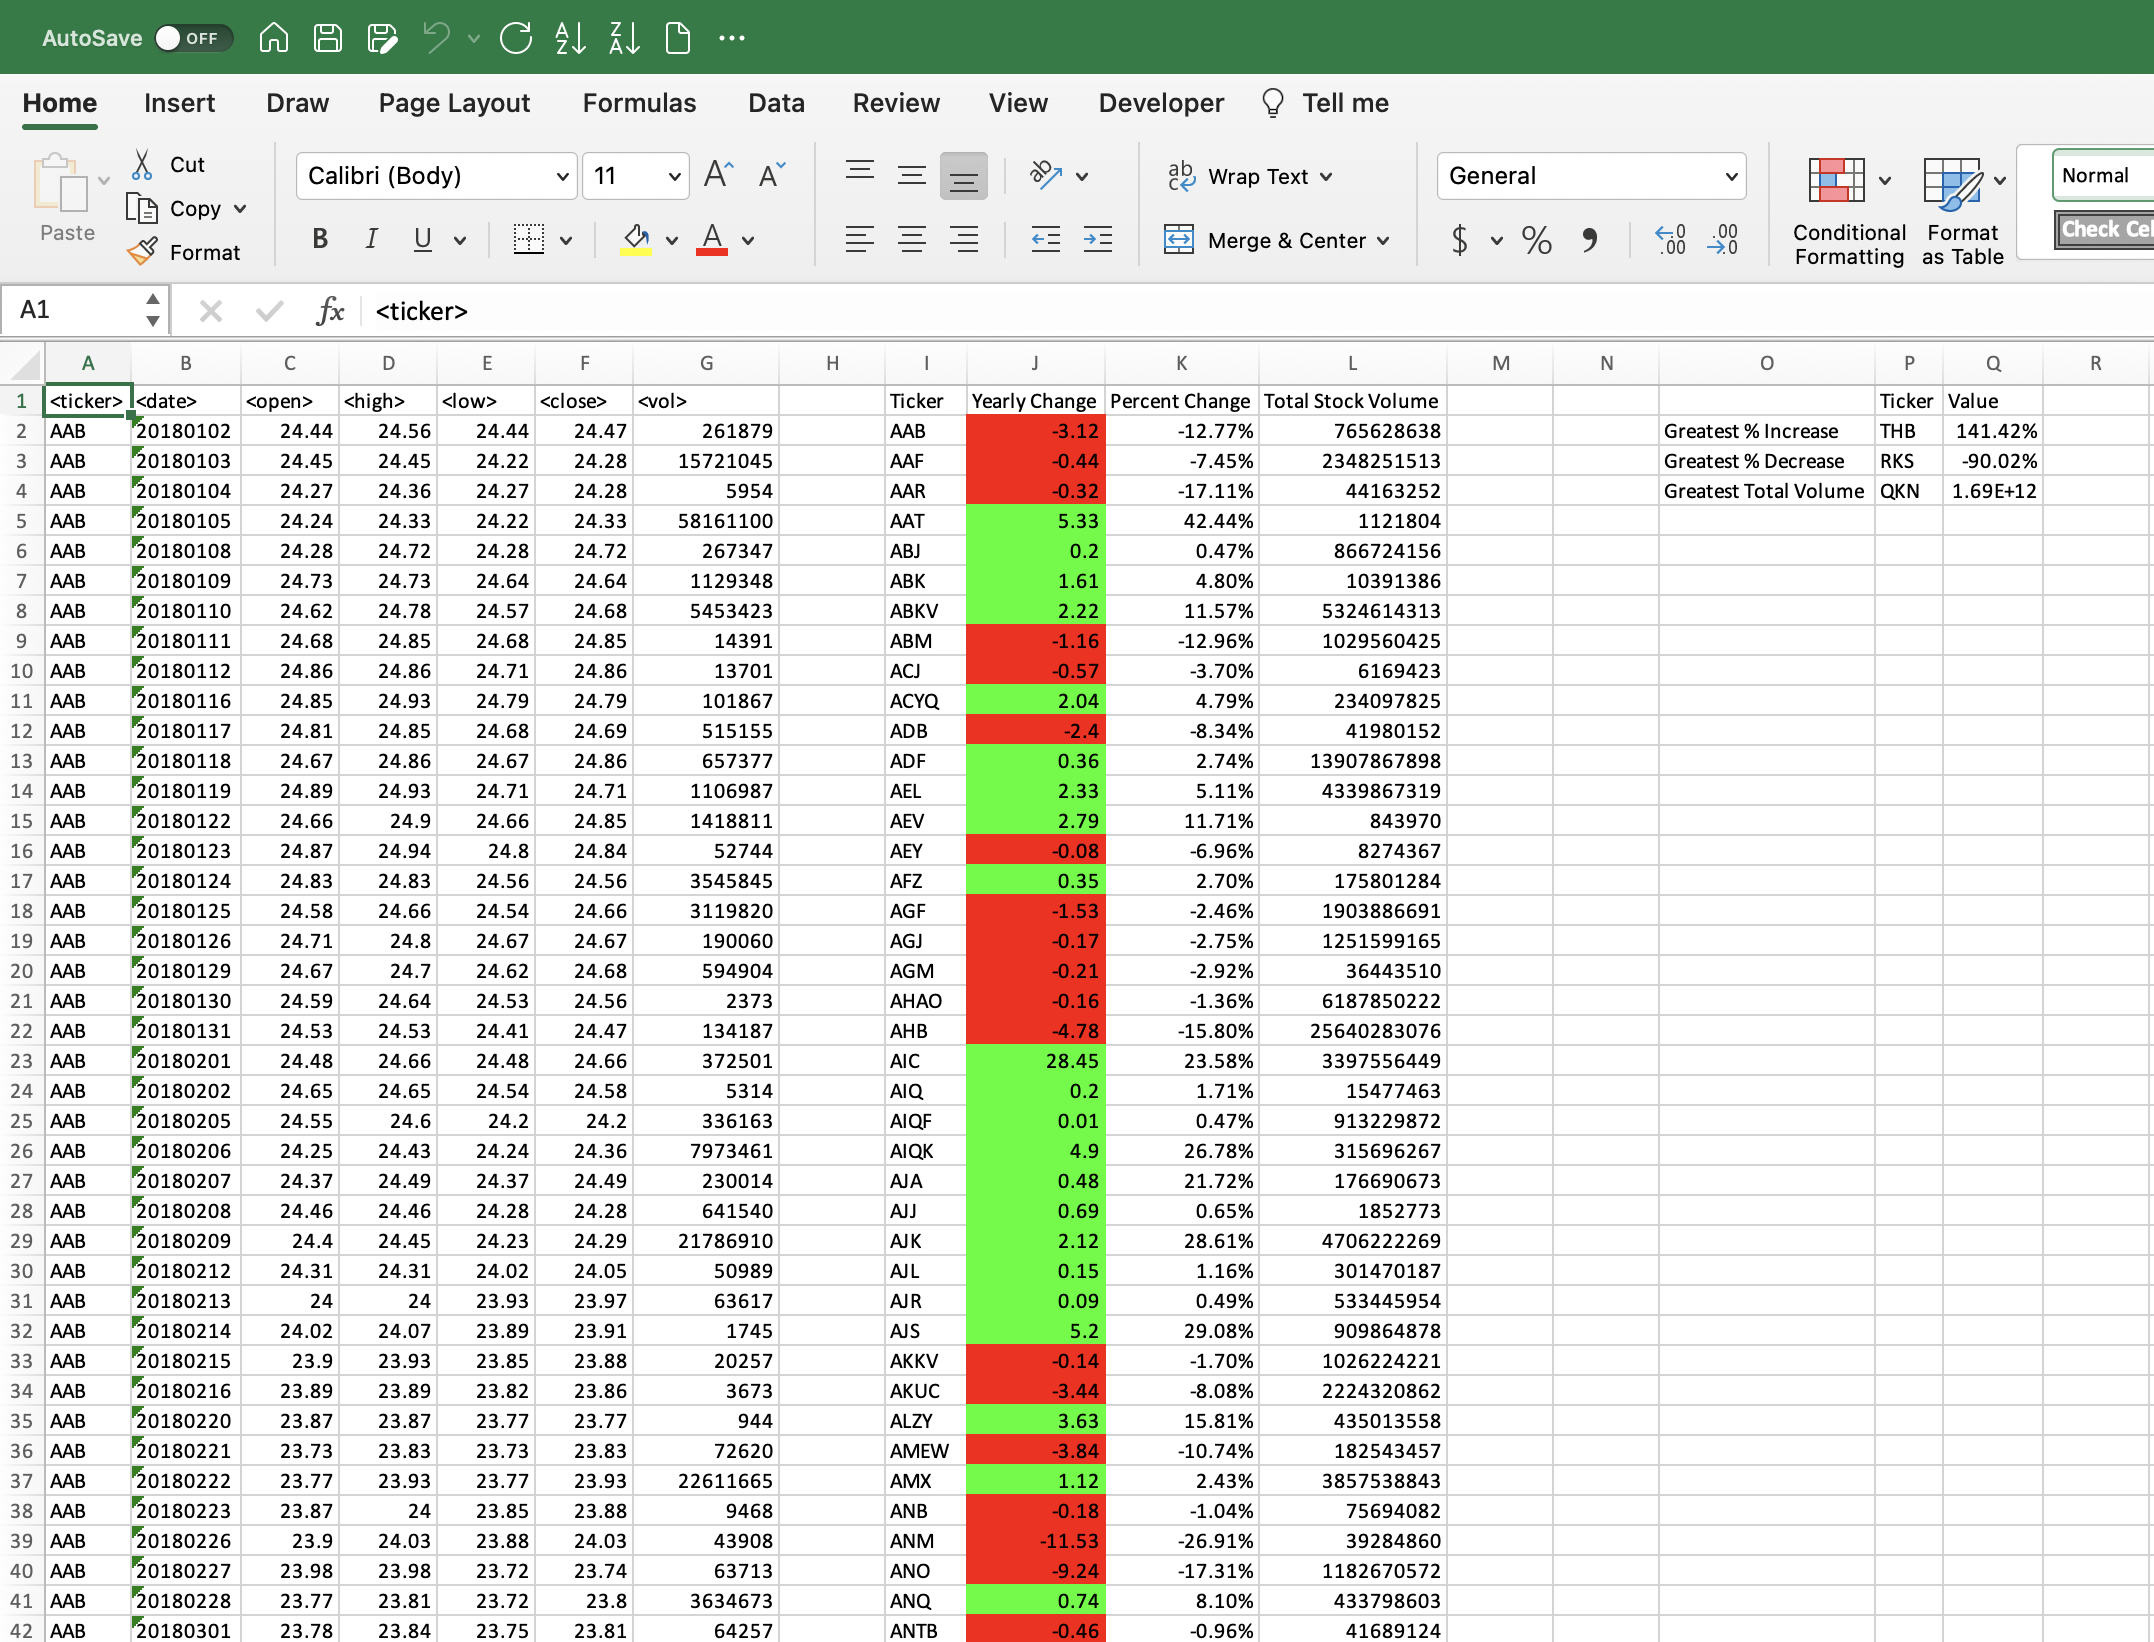 AutoSave OFF
Home Insert Draw Page Layout Formulas Data Review View Developer Tell me
Cut Calibri (Body) 11 Wrap Text General Normal
Copy
Paste Format B I U Merge & Center $ % Conditional Formatting Format as Table Check Cel
A1 fx <ticker>
A B C D E F G H I J K L M N O P Q R
1 <ticker> <date> <open> <high> <low> <close> <vol> Ticker Yearly Change Percent Change Total Stock Volume Ticker Value
2 AAB 20180102 24.44 24.56 24.44 24.47 261879 AAB -3.12 -12.77% 765628638 Greatest % Increase THB 141.42%
3 AAB 20180103 24.45 24.45 24.22 24.28 15721045 AAF -0.44 -7.45% 2348251513 Greatest % Decrease RKS -90.02%
4 AAB 20180104 24.27 24.36 24.27 24.28 5954 AAR -0.32 -17.11% 44163252 Greatest Total Volume QKN 1.69E+12
5 AAB 20180105 24.24 24.33 24.22 24.33 58161100 AAT 5.33 42.44% 1121804
6 AAB 20180108 24.28 24.72 24.28 24.72 267347 ABJ 0.2 0.47% 866724156
7 AAB 20180109 24.73 24.73 24.64 24.64 1129348 ABK 1.61 4.80% 10391386
8 AAB 20180110 24.62 24.78 24.57 24.68 5453423 ABKV 2.22 11.57% 5324614313
9 AAB 20180111 24.68 24.85 24.68 24.85 14391 ABM -1.16 -12.96% 1029560425
10 AAB 20180112 24.86 24.86 24.71 24.86 13701 ACJ -0.57 -3.70% 6169423
11 AAB 20180116 24.85 24.93 24.79 24.79 101867 ACYQ 2.04 4.79% 234097825
12 AAB 20180117 24.81 24.85 24.68 24.69 515155 ADB -2.4 -8.34% 41980152
13 AAB 20180118 24.67 24.86 24.67 24.86 657377 ADF 0.36 2.74% 13907867898
14 AAB 20180119 24.89 24.93 24.71 24.71 1106987 AEL 2.33 5.11% 4339867319
15 AAB 20180122 24.66 24.9 24.66 24.85 1418811 AEV 2.79 11.71% 843970
16 AAB 20180123 24.87 24.94 24.8 24.84 52744 AEY -0.08 -6.96% 8274367
17 AAB 20180124 24.83 24.83 24.56 24.56 3545845 AFZ 0.35 2.70% 175801284
18 AAB 20180125 24.58 24.66 24.54 24.66 3119820 AGF -1.53 -2.46% 1903886691
19 AAB 20180126 24.71 24.8 24.67 24.67 190060 AGJ -0.17 -2.75% 1251599165
20 AAB 20180129 24.67 24.7 24.62 24.68 594904 AGM -0.21 -2.92% 36443510
21 AAB 20180130 24.59 24.64 24.53 24.56 2373 AHAO -0.16 -1.36% 6187850222
22 AAB 20180131 24.53 24.53 24.41 24.47 134187 AHB -4.78 -15.80% 25640283076
23 AAB 20180201 24.48 24.66 24.48 24.66 372501 AIC 28.45 23.58% 3397556449
24 AAB 20180202 24.65 24.65 24.54 24.58 5314 AIQ 0.2 1.71% 15477463
25 AAB 20180205 24.55 24.6 24.2 24.2 336163 AIQF 0.01 0.47% 913229872
26 AAB 20180206 24.25 24.43 24.24 24.36 7973461 AIQK 4.9 26.78% 315696267
27 AAB 20180207 24.37 24.49 24.37 24.49 230014 AJA 0.48 21.72% 176690673
28 AAB 20180208 24.46 24.46 24.28 24.28 641540 AJJ 0.69 0.65% 1852773
29 AAB 20180209 24.4 24.45 24.23 24.29 21786910 AJK 2.12 28.61% 4706222269
30 AAB 20180212 24.31 24.31 24.02 24.05 50989 AJL 0.15 1.16% 301470187
31 AAB 20180213 24 24 23.93 23.97 63617 AJR 0.09 0.49% 533445954
32 AAB 20180214 24.02 24.07 23.89 23.91 1745 AJS 5.2 29.08% 909864878
33 AAB 20180215 23.9 23.93 23.85 23.88 20257 AKKV -0.14 -1.70% 1026224221
34 AAB 20180216 23.89 23.89 23.82 23.86 3673 AKUC -3.44 -8.08% 2224320862
35 AAB 20180220 23.87 23.87 23.77 23.77 944 ALZY 3.63 15.81% 435013558
36 AAB 20180221 23.73 23.83 23.73 23.83 72620 AMEW -3.84 -10.74% 182543457
37 AAB 20180222 23.77 23.93 23.77 23.93 22611665 AMX 1.12 2.43% 3857538843
38 AAB 20180223 23.87 24 23.85 23.88 9468 ANB -0.18 -1.04% 75694082
39 AAB 20180226 23.9 24.03 23.88 24.03 43908 ANM -11.53 -26.91% 39284860
40 AAB 20180227 23.98 23.98 23.72 23.74 63713 ANO -9.24 -17.31% 1182670572
41 AAB 20180228 23.77 23.81 23.72 23.8 3634673 ANQ 0.74 8.10% 433798603
42 AAB 20180301 23.78 23.84 23.75 23.81 64257 ANTB -0.46 -0.96% 41689124